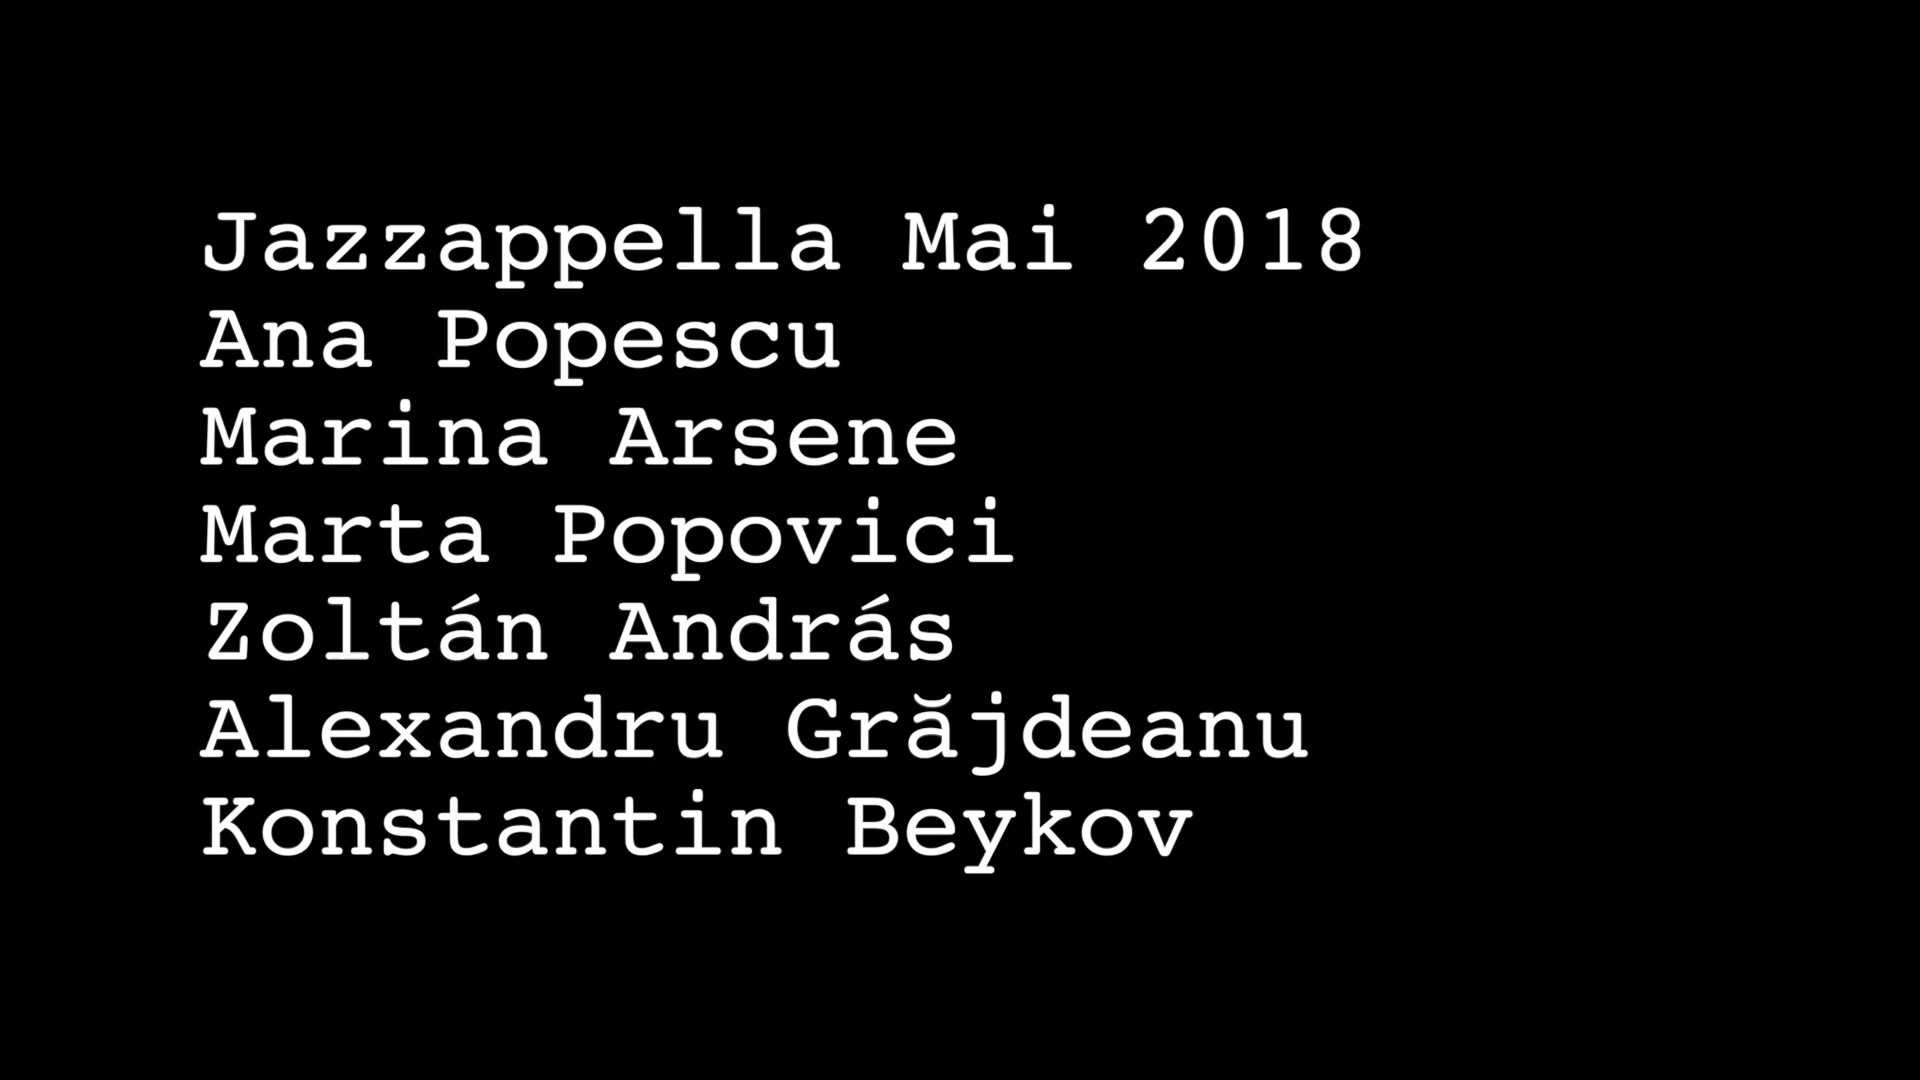 Jazzappella Mai 2018
Ana Popescu
Marina Arsene
Marta Popovici
Zoltán András
Alexandru Grăjdeanu
Konstantin Beykov